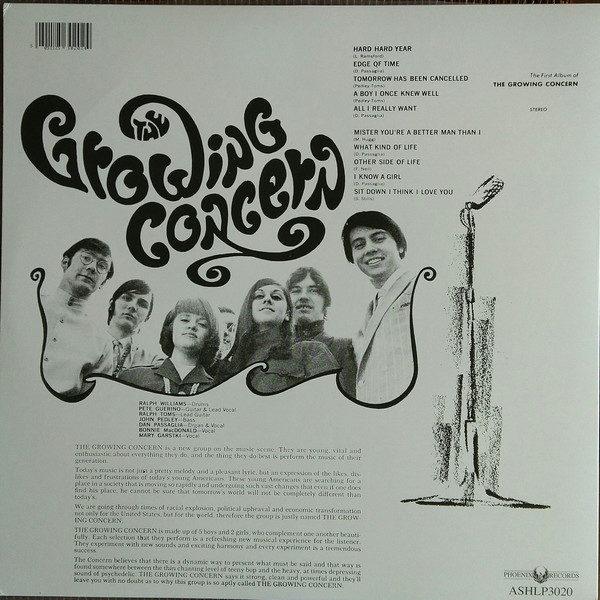 HARD HARD YEAR
(L. Ransford)
EDGE OF TIME
(D. Passaglia)
TOMORROW HAS BEEN CANCELLED
(Pedley-Toms)
A BOY I ONCE KNEW WELL
(Pedley-Toms)
ALL I REALLY WANT
(D. Passaglia)
MISTER YOU'RE A BETTER MAN THAN I
(M. Hugg)
WHAT KIND OF LIFE
(D. Passaglia)
OTHER SIDE OF LIFE
(F. Neil)
I KNOW A GIRL
(D. Passaglia)
SIT DOWN I THINK I LOVE YOU
(S. Stills)
The First Album of
THE GROWING CONCERN
STEREO
THE
GROWING
CONCERN
RALPH WILLIAMS—Drums
PETE GUERINO—Guitar & Lead Vocal
RALPH TOMS—Lead Guitar
JOHN PEDLEY—Bass
DAN PASSAGLIA—Organ & Vocal
BONNIE MacDONALD—Vocal
MARY GARSTKI—Vocal
THE GROWING CONCERN is a new group on the music scene. They are young, vital and
enthusiastic about everything they do, and the thing they do best is perform the music of their
generation.
Today's music is not just a pretty melody and a pleasant lyric, but an expression of the likes, dis-
likes and frustrations of today's young Americans. These young Americans are searching for a
place in a society that is moving so rapidly and undergoing such vast changes that even if one does
find his place, he cannot be sure that tomorrow's world will not be completely different than
today's.
We are going through times of racial explosion, political upheaval and economic transformation
not only for the United States, but for the world, therefore the group is justly named THE GROW-
ING CONCERN.
THE GROWING CONCERN is made up of 5 boys and 2 girls, who complement one another beauti-
fully. Each selection that they perform is a refreshing new musical experience for the listener.
They experiment with new sounds and exciting harmony and every experiment is a tremendous
success.
The Concern believes that there is a dynamic way to present what must be said and that way is
found somewhere between the thin chanting level of teeny bop and the heavy, at times depressing
sound of psychedelic. THE GROWING CONCERN says it strong, clean and powerful and they'll
leave you with no doubt as to why this group is so aptly called THE GROWING CONCERN.
PHOENIX RECORDS
ASHLP3020